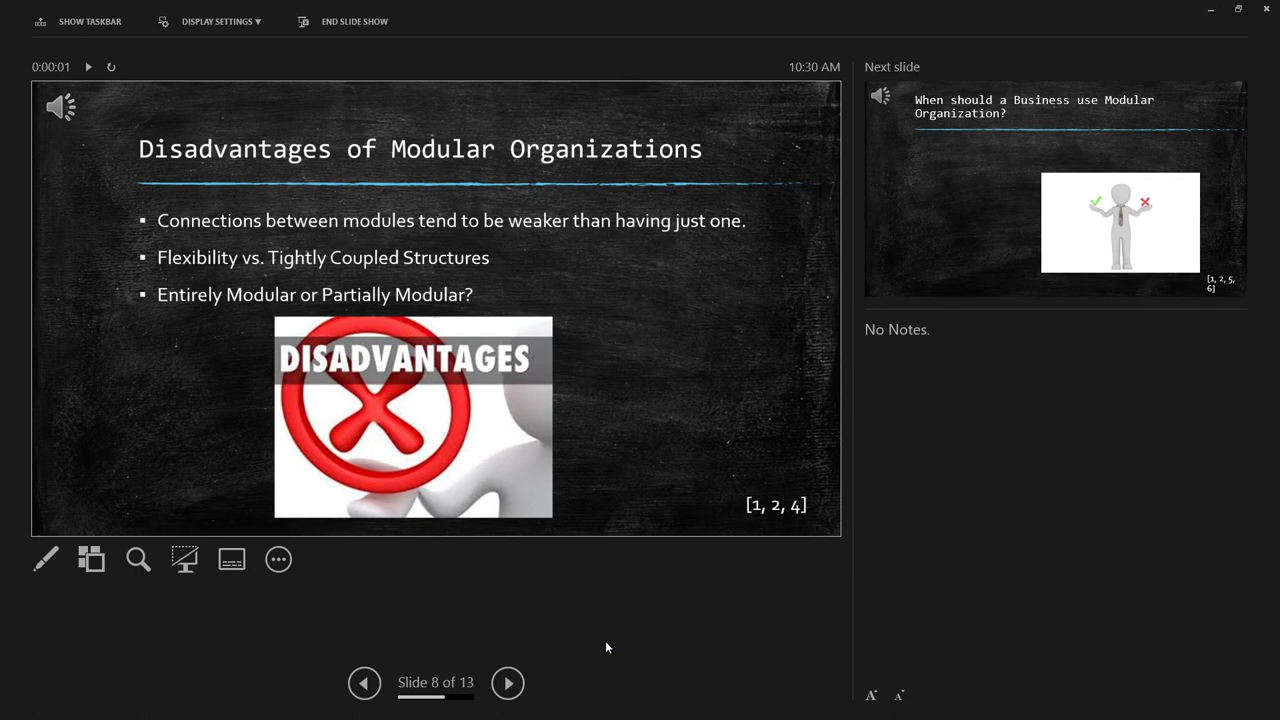 SHOW TASKBAR
DISPLAY SETTINGS ▼
END SLIDE SHOW
0:00:01
10:30 AM
Disadvantages of Modular Organizations
▪ Connections between modules tend to be weaker than having just one.
▪ Flexibility vs. Tightly Coupled Structures
▪ Entirely Modular or Partially Modular?
DISADVANTAGES
[1, 2, 4]
Slide 8 of 13
Next slide
When should a Business use Modular
Organization?
[1, 2, 5,
6]
No Notes.
A A